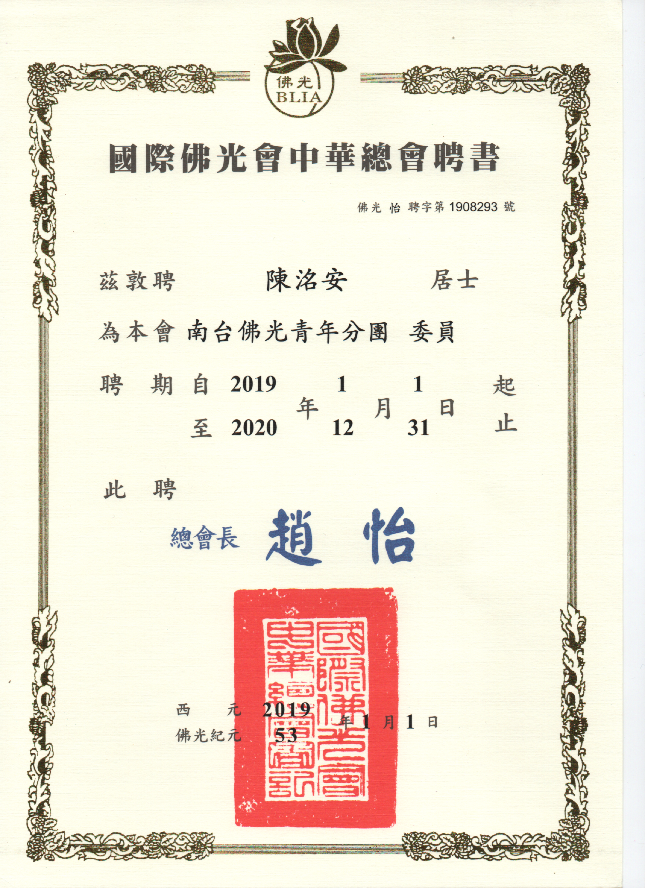 佛光
BLIA
國際佛光會中華總會聘書
佛光 怡 聘字第 1908293 號
茲敦聘 陳洺安 居士
為本會 南台佛光青年分團 委員
聘期自 2019 年 1 月 1 日 起
至 2020 12 31 止
此聘
總會長 趙怡
國際佛光會
中華總會印
西元 2019 年 1 月 1 日
佛光紀元 53